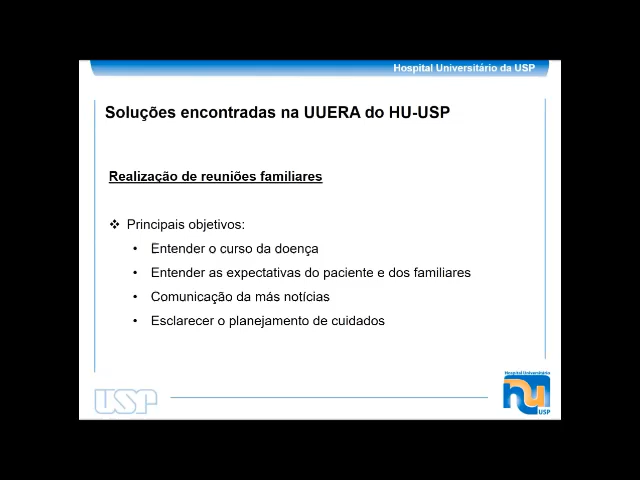 Hospital Universitário da USP
Soluções encontradas na UUERA do HU-USP
Realização de reuniões familiares
❖ Principais objetivos:
• Entender o curso da doença
• Entender as expectativas do paciente e dos familiares
• Comunicação da más notícias
• Esclarecer o planejamento de cuidados
Hospital Universitário
USP
hu
USP